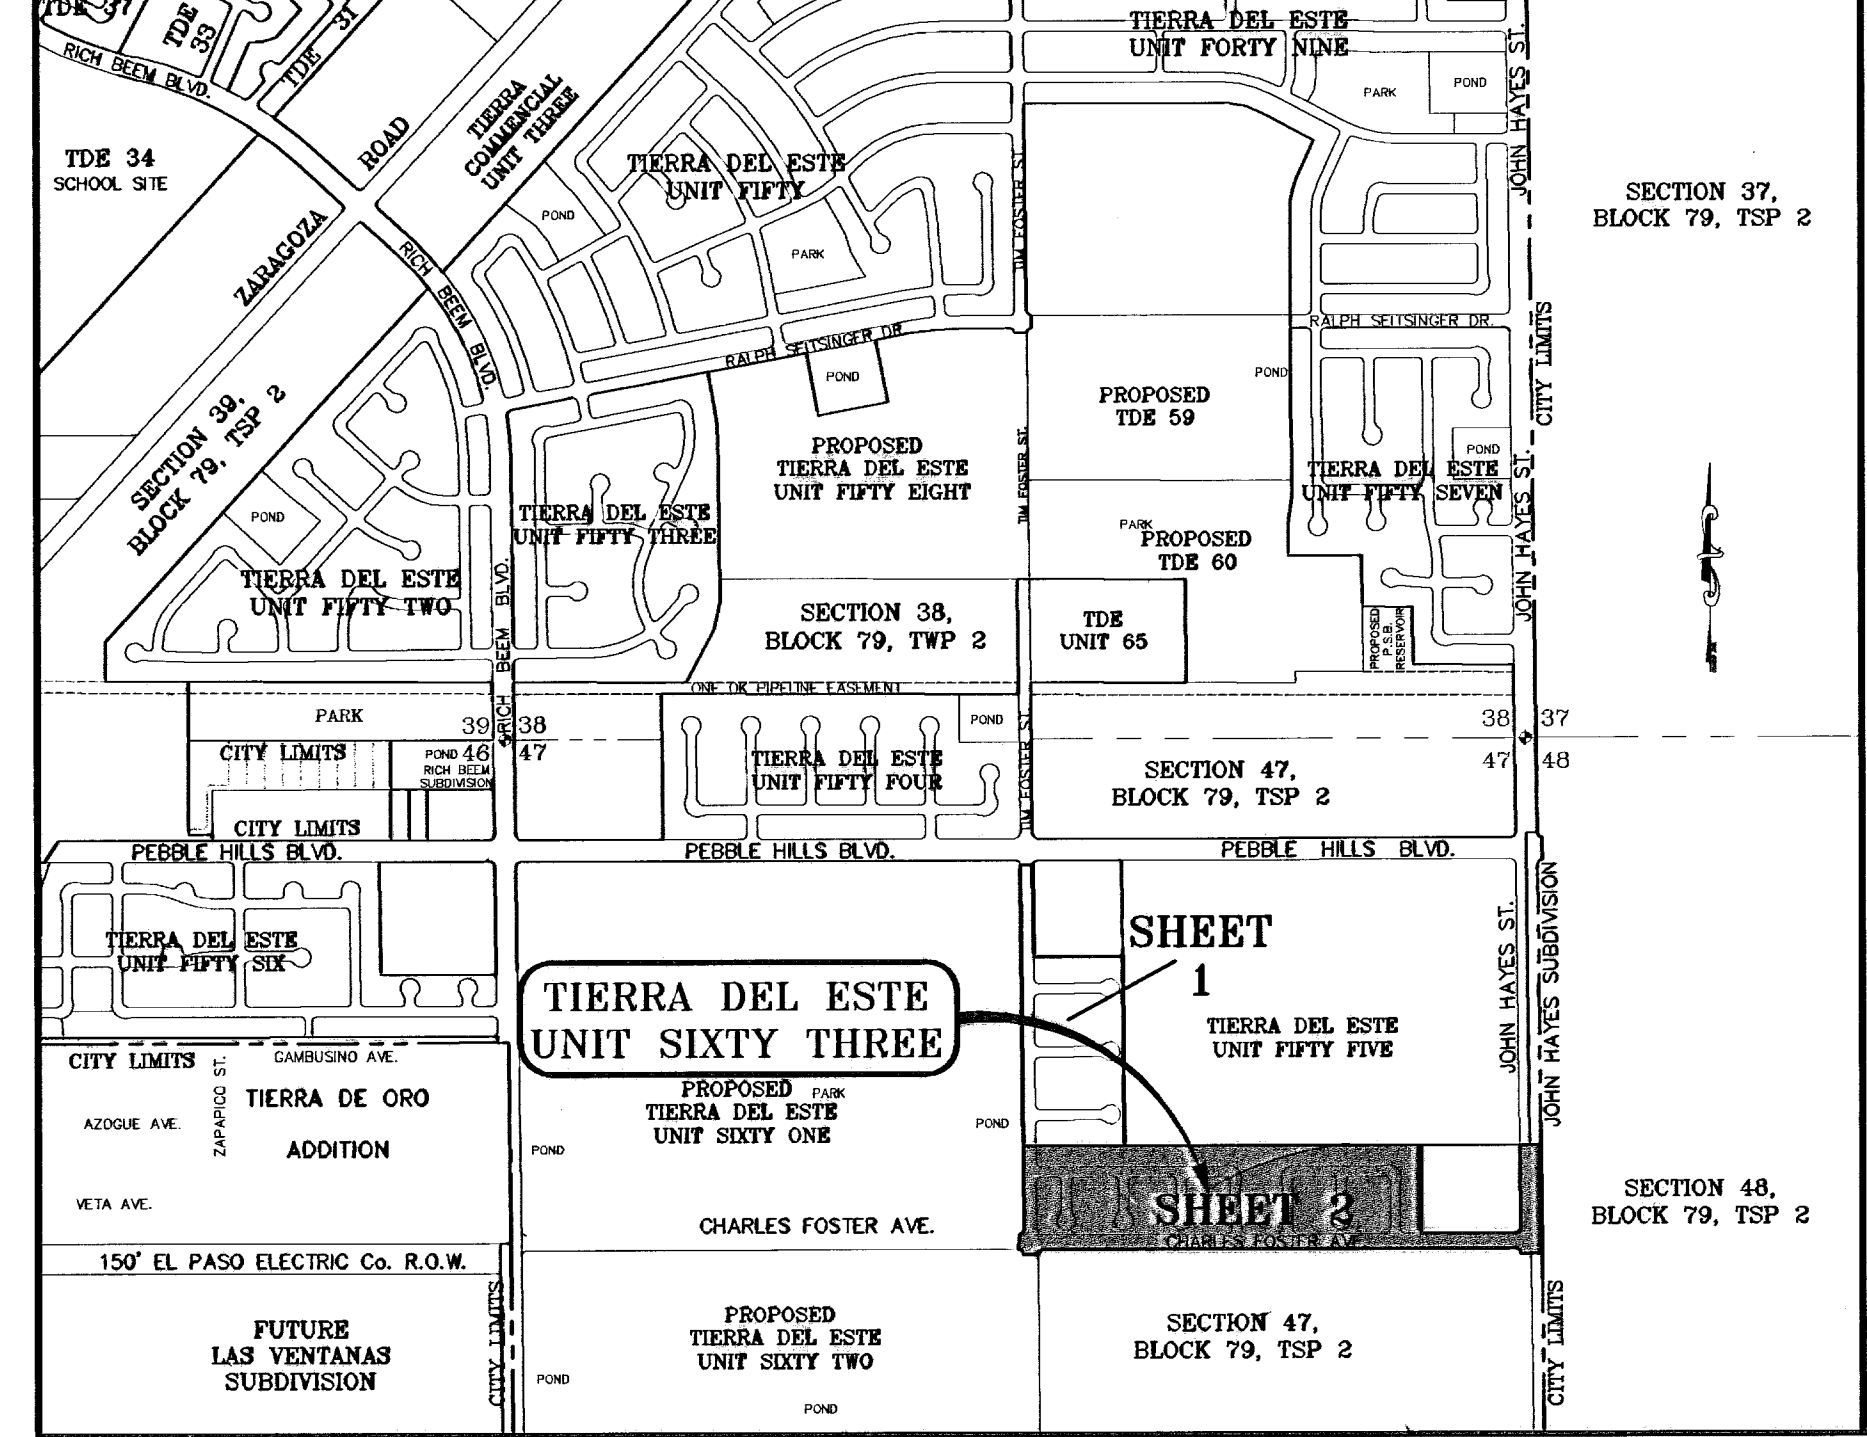 TDE 37
TDE
33
TDE 31
RICH BEEM BLVD.
TIERRA DEL ESTE
UNIT FORTY NINE
PARK
POND
JOHN HAYES ST.
TDE 34
SCHOOL SITE
ROAD
ZARAGOZA
TIERRA
COMMENCIAL
UNIT THREE
TIERRA DEL ESTE
UNIT FIFTY
POND
PARK
TIM FOSTER ST.
SECTION 37,
BLOCK 79, TSP 2
RICH BEEM BLVD.
RALPH SEITSINGER DR.
RALPH SEITSINGER DR.
CITY LIMITS
POND
POND
PROPOSED
TDE 59
SECTION 39,
BLOCK 79, TSP 2
PROPOSED
TIERRA DEL ESTE
UNIT FIFTY EIGHT
TIM FOSTER ST.
POND
TIERRA DEL ESTE
UNIT FIFTY SEVEN
JOHN HAYES ST.
POND
TIERRA DEL ESTE
UNIT FIFTY THREE
PARK
PROPOSED
TDE 60
TIERRA DEL ESTE
UNIT FIFTY TWO
RICH BEEM BLVD.
SECTION 38,
BLOCK 79, TWP 2
TDE
UNIT 65
PROPOSED
P.S.B.
RESERVOIR
ONE OK PIPELINE EASEMENT
PARK
39
38
POND
38
37
CITY LIMITS
POND 46
47
RICH BEEM
SUBDIVISION
TIERRA DEL ESTE
UNIT FIFTY FOUR
TIM FOSTER ST.
SECTION 47,
BLOCK 79, TSP 2
47
48
CITY LIMITS
PEBBLE HILLS BLVD.
PEBBLE HILLS BLVD.
PEBBLE HILLS BLVD.
TIERRA DEL ESTE
UNIT FIFTY SIX
SHEET
1
JOHN HAYES ST.
JOHN HAYES SUBDIVISION
TIERRA DEL ESTE
UNIT SIXTY THREE
TIERRA DEL ESTE
UNIT FIFTY FIVE
CITY LIMITS
GAMBUSINO AVE.
ZAPAPICO ST.
TIERRA DE ORO
ADDITION
AZOGUE AVE.
VETA AVE.
PROPOSED
PARK
TIERRA DEL ESTE
UNIT SIXTY ONE
POND
POND
SHEET 2
CHARLES FOSTER AVE.
CHARLES FOSTER AVE.
SECTION 48,
BLOCK 79, TSP 2
150' EL PASO ELECTRIC Co. R.O.W.
CITY LIMITS
FUTURE
LAS VENTANAS
SUBDIVISION
PROPOSED
TIERRA DEL ESTE
UNIT SIXTY TWO
POND
POND
SECTION 47,
BLOCK 79, TSP 2
CITY LIMITS